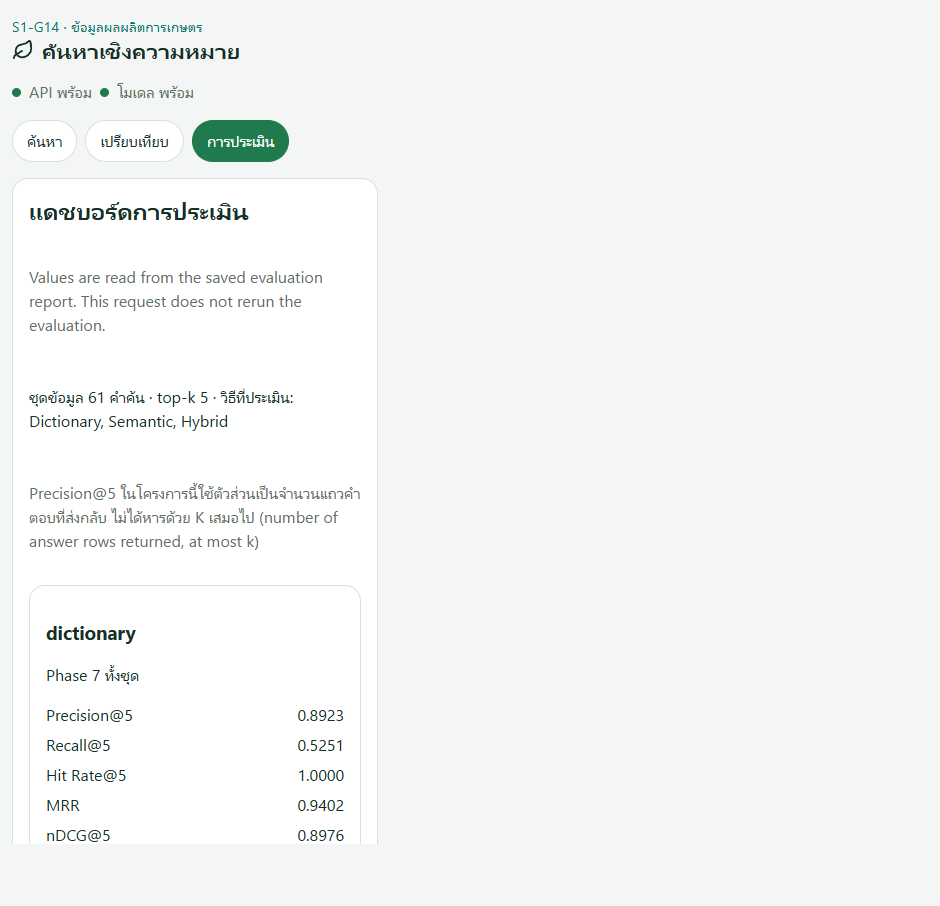 S1-G14 · ข้อมูลผลผลิตการเกษตร
ค้นหาเชิงความหมาย
API พร้อม โมเดล พร้อม
ค้นหา เปรียบเทียบ การประเมิน
แดชบอร์ดการประเมิน
Values are read from the saved evaluation
report. This request does not rerun the
evaluation.
ชุดข้อมูล 61 คำค้น · top-k 5 · วิธีที่ประเมิน:
Dictionary, Semantic, Hybrid
Precision@5 ในโครงการนี้ใช้ตัวส่วนเป็นจำนวนแถวคำ
ตอบที่ส่งกลับ ไม่ได้หารด้วย K เสมอไป (number of
answer rows returned, at most k)
dictionary
Phase 7 ทั้งชุด
Precision@5 0.8923
Recall@5 0.5251
Hit Rate@5 1.0000
MRR 0.9402
nDCG@5 0.8976